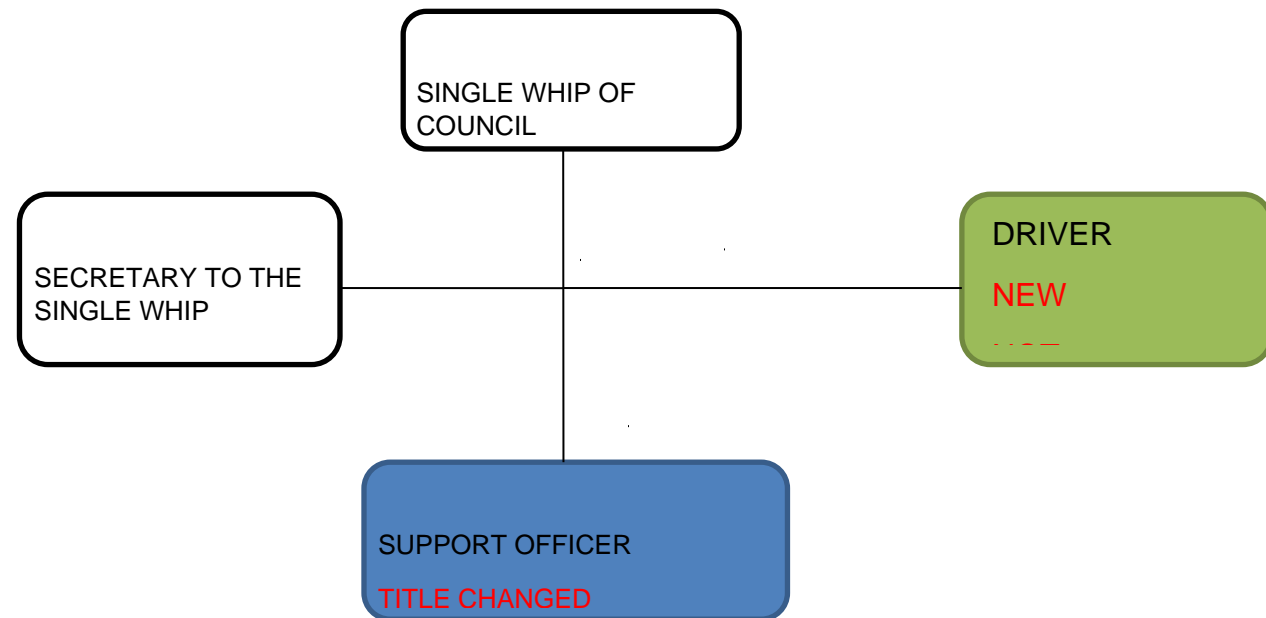 SINGLE WHIP OF
COUNCIL
SECRETARY TO THE
SINGLE WHIP
DRIVER
NEW
SUPPORT OFFICER
TITLE CHANGED